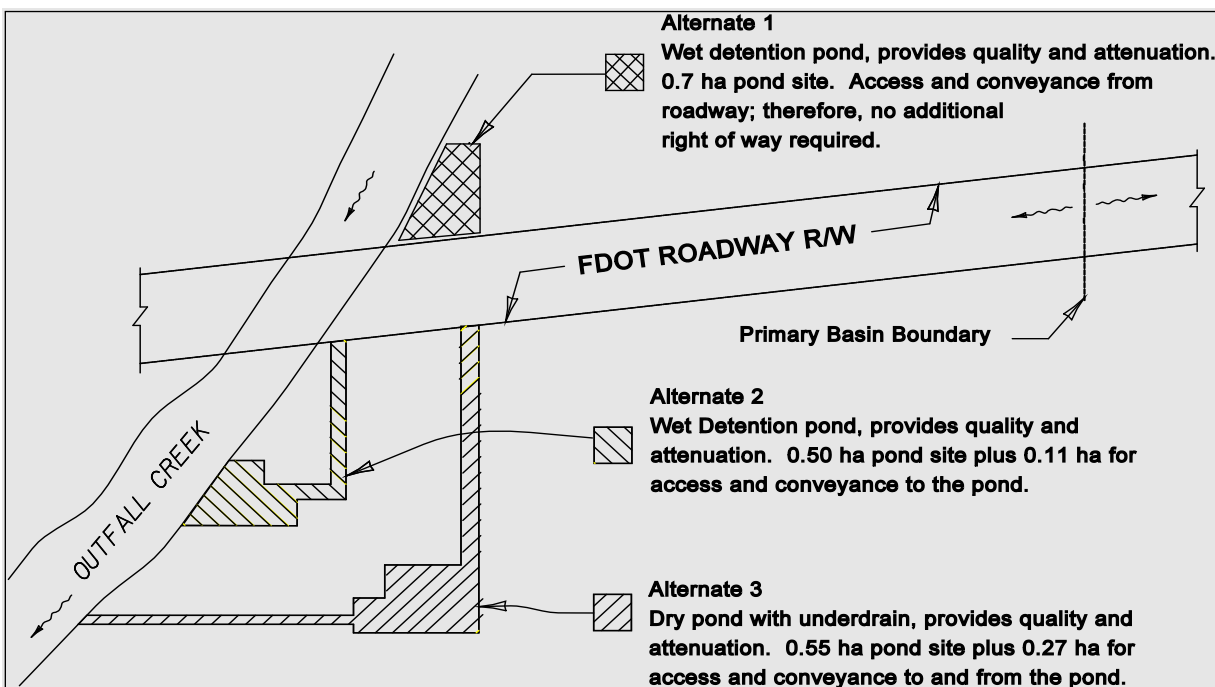 Alternate 1
Wet detention pond, provides quality and attenuation.
0.7 ha pond site. Access and conveyance from
roadway; therefore, no additional
right of way required.
FDOT ROADWAY R/W
Primary Basin Boundary
Alternate 2
Wet Detention pond, provides quality and
attenuation. 0.50 ha pond site plus 0.11 ha for
access and conveyance to the pond.
OUTFALL CREEK
Alternate 3
Dry pond with underdrain, provides quality and
attenuation. 0.55 ha pond site plus 0.27 ha for
access and conveyance to and from the pond.